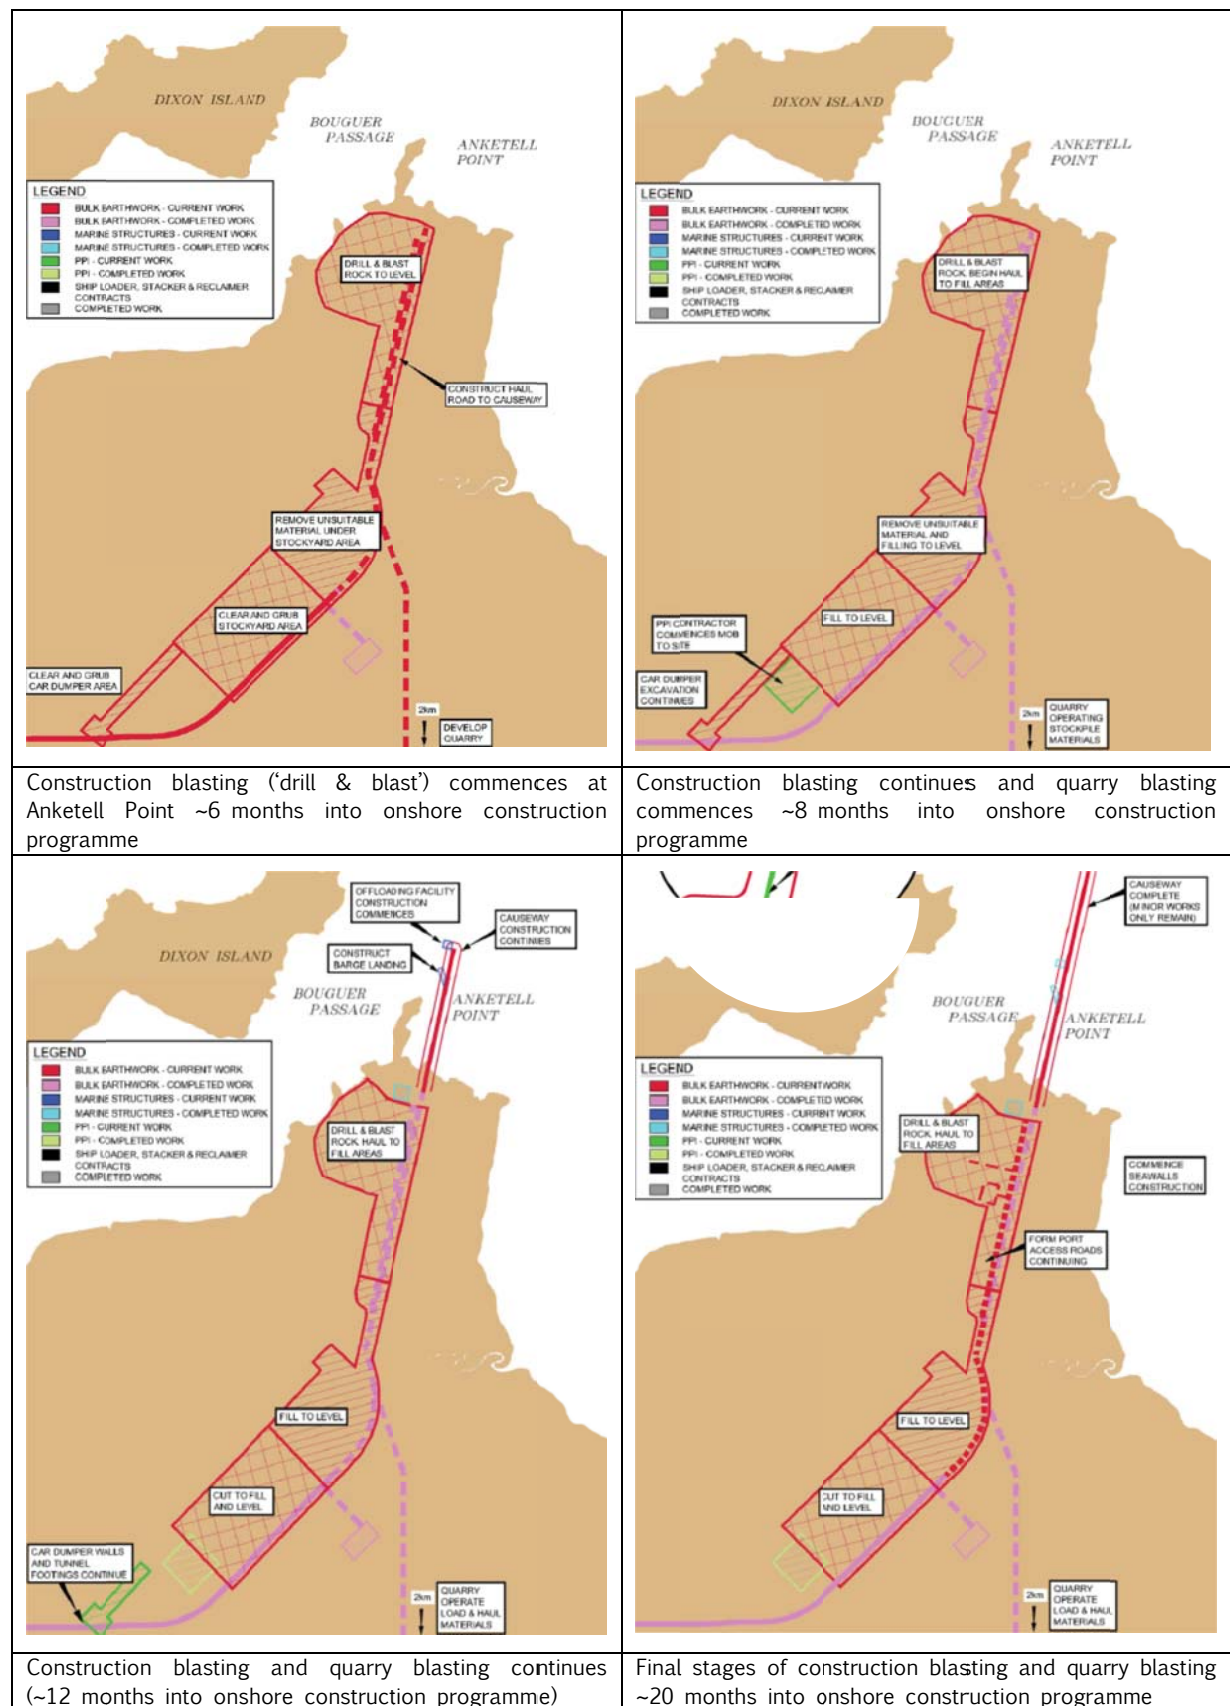 DIXON ISLAND
BOUGUER
PASSAGE
ANKETELL
POINT
LEGEND
BULK EARTHWORK - CURRENT WORK
BULK EARTHWORK - COMPLETED WORK
MARINE STRUCTURES - CURRENT WORK
MARINE STRUCTURES - COMPLETED WORK
PPI - CURRENT WORK
PPI - COMPLETED WORK
SHIP LOADER, STACKER & RECLAIMER
CONTRACTS
COMPLETED WORK
DRILL & BLAST
ROCK TO LEVEL
CONSTRUCT HAUL
ROAD TO CAUSEWAY
REMOVE UNSUITABLE
MATERIAL UNDER
STOCKYARD AREA
CLEAR AND GRUB
STOCKYARD AREA
CLEAR AND GRUB
CAR DUMPER AREA
2km
DEVELOP
QUARRY
Construction blasting (‘drill & blast’) commences at
Anketell Point ~6 months into onshore construction
programme
DIXON ISLAND
BOUGUER
PASSAGE
ANKETELL
POINT
LEGEND
BULK EARTHWORK - CURRENT WORK
BULK EARTHWORK - COMPLETED WORK
MARINE STRUCTURES - CURRENT WORK
MARINE STRUCTURES - COMPLETED WORK
PPI - CURRENT WORK
PPI - COMPLETED WORK
SHIP LOADER, STACKER & RECLAIMER
CONTRACTS
COMPLETED WORK
DRILL & BLAST
ROCK, BEGIN HAUL
TO FILL AREAS
REMOVE UNSUITABLE
MATERIAL AND
FILLING TO LEVEL
FILL TO LEVEL
PPI CONTRACTOR
COMMENCES MOB
TO SITE
CAR DUMPER
EXCAVATION
CONTINUES
2km
QUARRY
OPERATING
STOCKPILE
MATERIALS
Construction blasting continues and quarry blasting
commences ~8 months into onshore construction
programme
OFFLOADING FACILITY
CONSTRUCTION
COMMENCES
CAUSEWAY
CONSTRUCTION
CONTINUES
CONSTRUCT
BARGE LANDNG
DIXON ISLAND
BOUGUER
PASSAGE
ANKETELL
POINT
LEGEND
BULK EARTHWORK - CURRENT WORK
BULK EARTHWORK - COMPLETED WORK
MARINE STRUCTURES - CURRENT WORK
MARINE STRUCTURES - COMPLETED WORK
PPI - CURRENT WORK
PPI - COMPLETED WORK
SHIP LOADER, STACKER & RECLAIMER
CONTRACTS
COMPLETED WORK
DRILL & BLAST
ROCK, HAUL TO
FILL AREAS
FILL TO LEVEL
CUT TO FILL
AND LEVEL
CAR DUMPER WALLS
AND TUNNEL
FOOTINGS CONTINUE
2km
QUARRY
OPERATE
LOAD & HAUL
MATERIALS
Construction blasting and quarry blasting continues
(~12 months into onshore construction programme)
CAUSEWAY
COMPLETE
(MINOR WORKS
ONLY REMAIN)
BOUGUER
PASSAGE
ANKETELL
POINT
LEGEND
BULK EARTHWORK - CURRENTWORK
BULK EARTHWORK - COMPLETED WORK
MARINE STRUCTURES - CURRENT WORK
MARINE STRUCTURES - COMPLETED WORK
PPI - CURRENT WORK
PPI - COMPLETED WORK
SHIP LOADER, STACKER & RECLAIMER
CONTRACTS
COMPLETED WORK
DRILL & BLAST
ROCK, HAUL TO
FILL AREAS
COMMENCE
SEAWALLS
CONSTRUCTION
FORM PORT
ACCESS ROADS
CONTINUING
FILL TO LEVEL
CUT TO FILL
AND LEVEL
2km
QUARRY
OPERATE
LOAD & HAUL
MATERIALS
Final stages of construction blasting and quarry blasting
~20 months into onshore construction programme